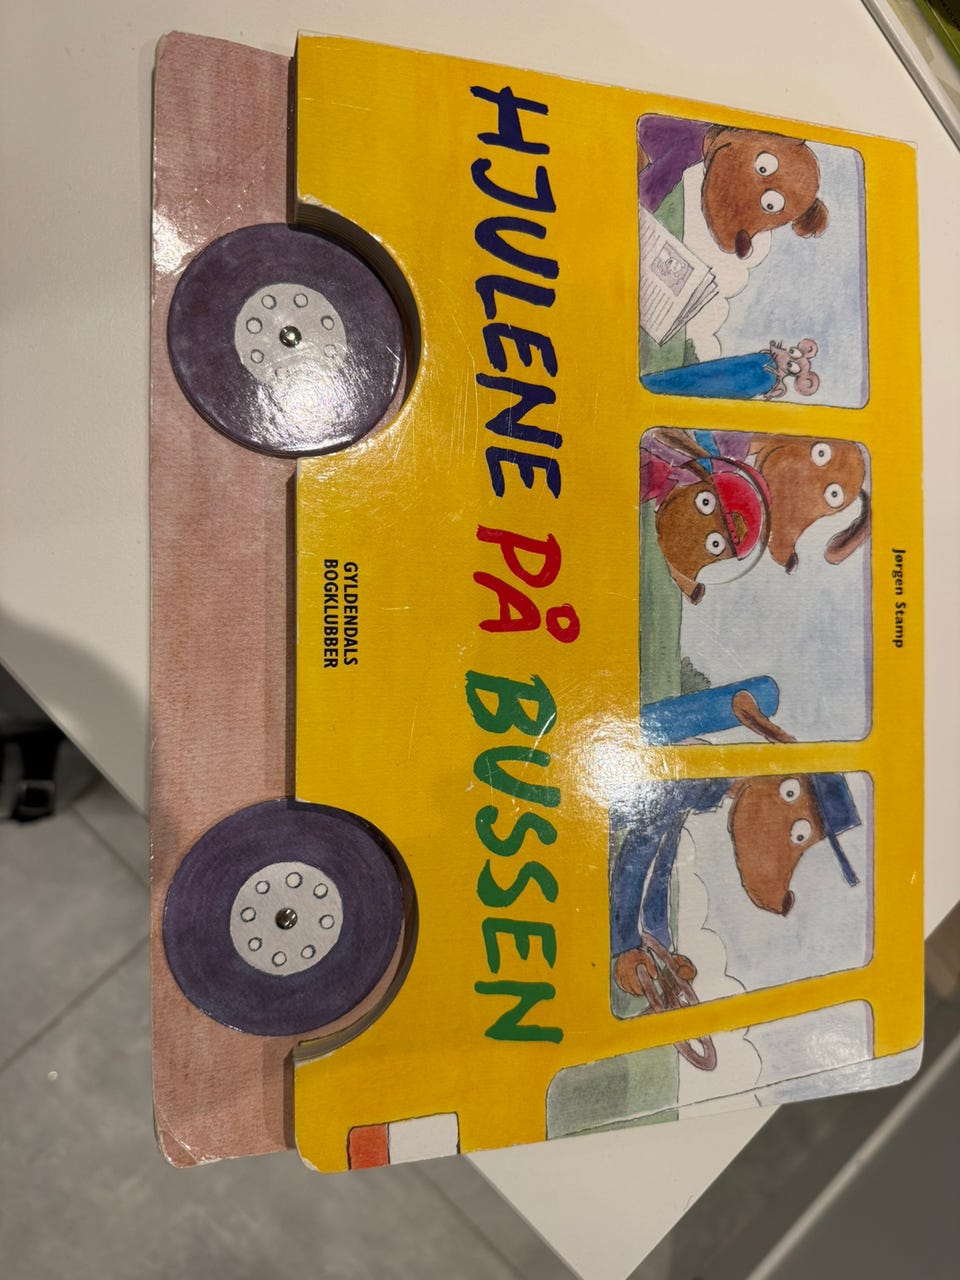 Jørgen Stamp
HJULENE PÅ BUSSEN
GYLDENDALS
BOGKLUBBER